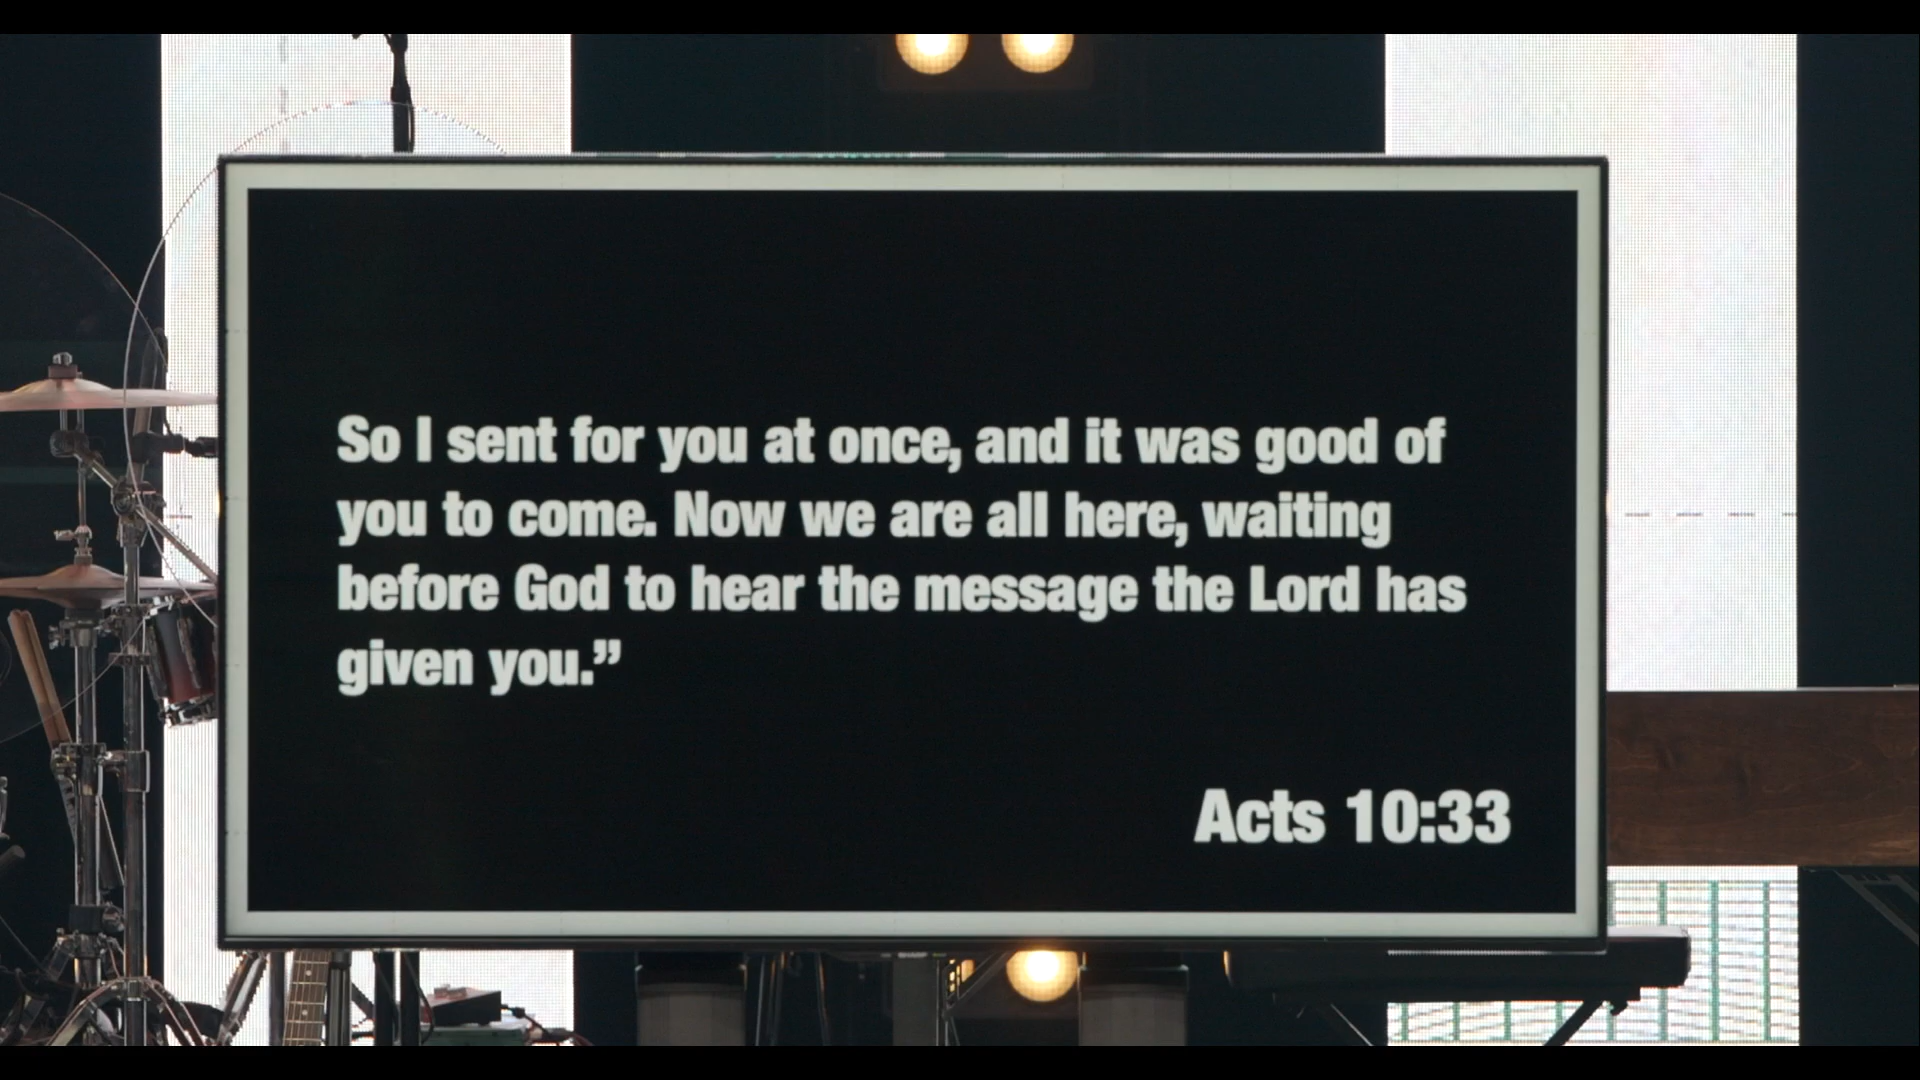 So I sent for you at once, and it was good of
you to come. Now we are all here, waiting
before God to hear the message the Lord has
given you.”
Acts 10:33